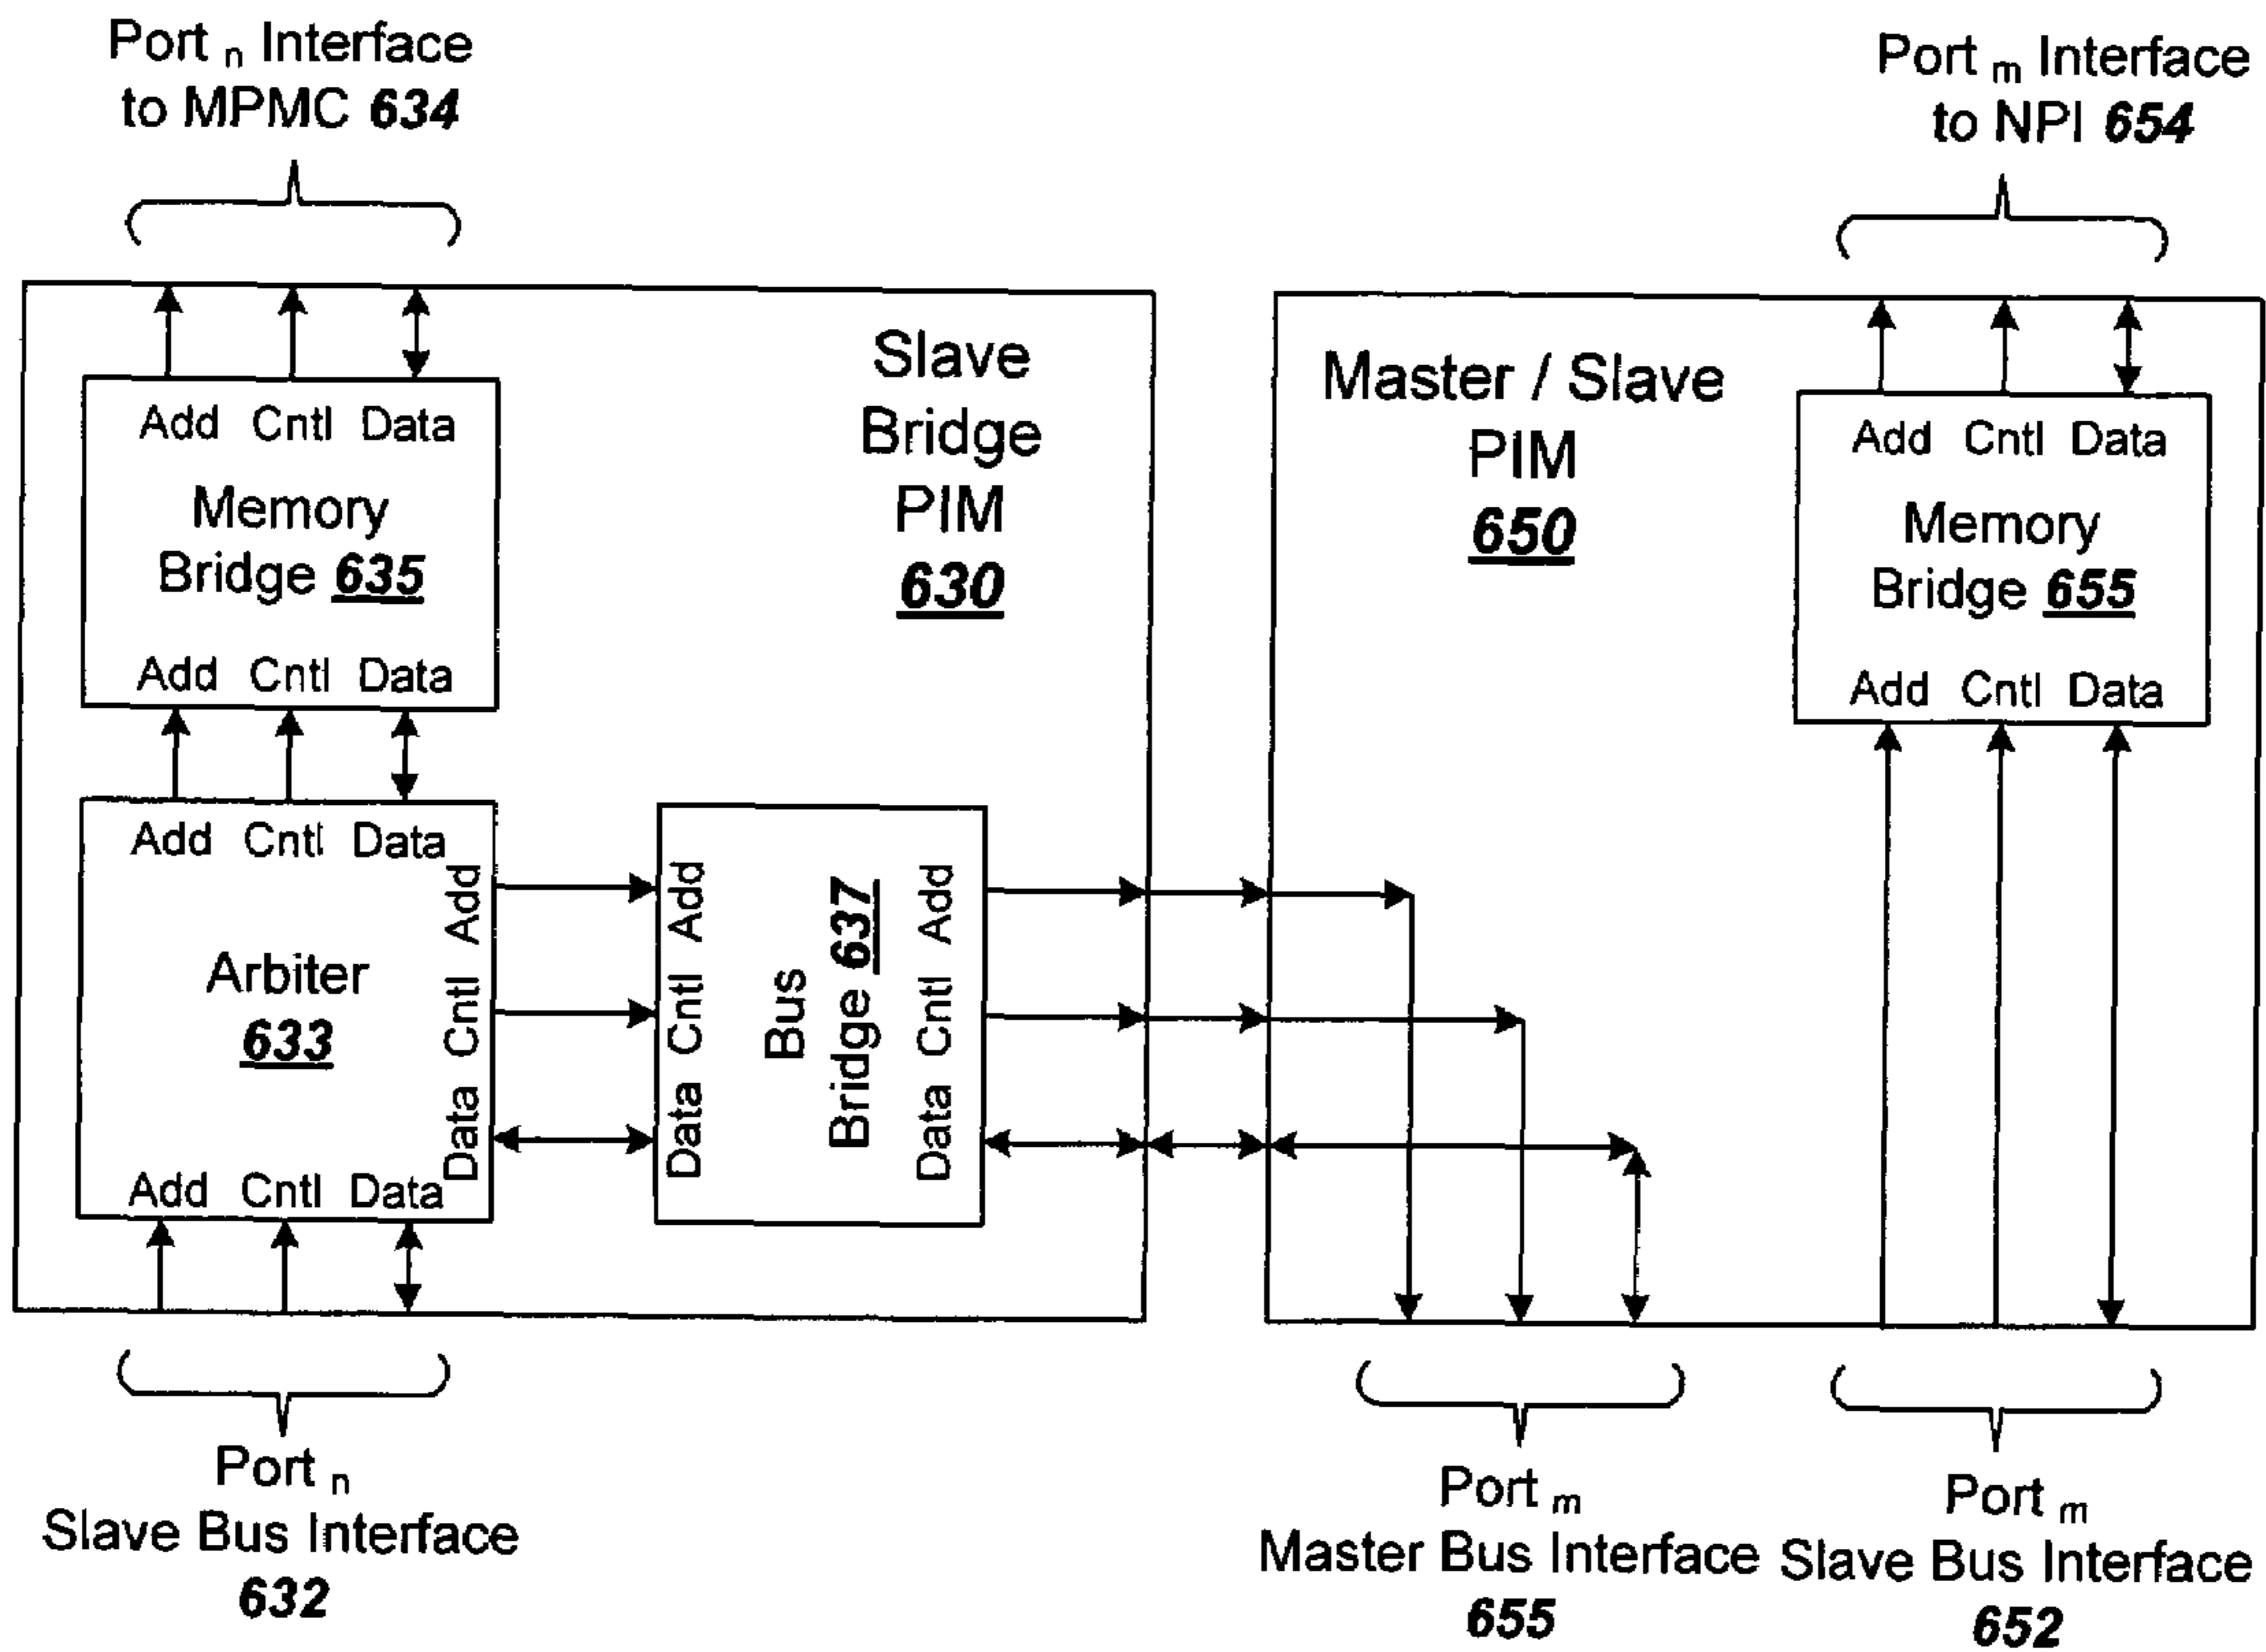 Port n Interface
to MPMC 634
Port m Interface
to NPI 654
Slave
Bridge
PIM
630
Master / Slave
PIM
650
Add Cntl Data
Memory
Bridge 635
Add Cntl Data
Add Cntl Data
Memory
Bridge 655
Add Cntl Data
Add Cntl Data
Arbiter
633
Data Cntl Add
Add Cntl Data
Data Cntl Add
Bus
Bridge 637
Data Cntl Add
Port n
Slave Bus Interface
632
Port m
Master Bus Interface
655
Port m
Slave Bus Interface
652